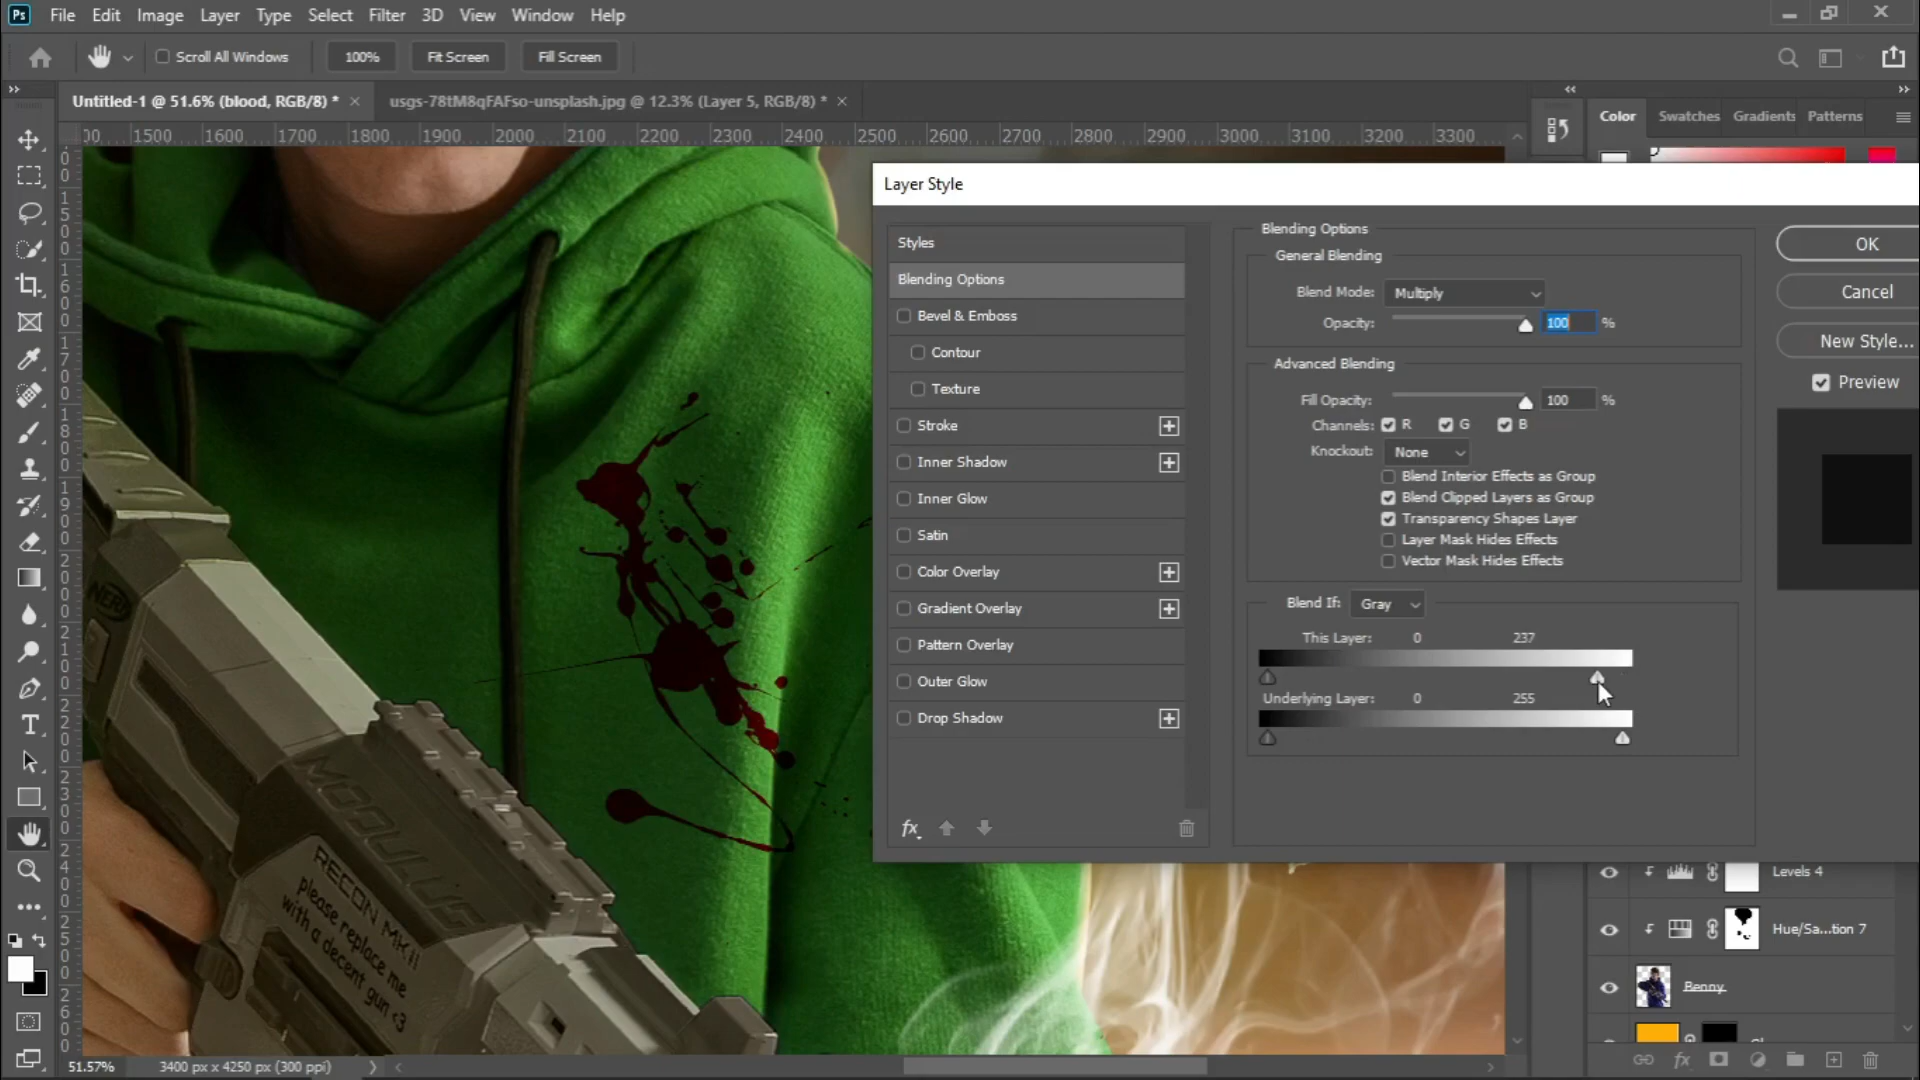 Ps File Edit Image Layer Type Select Filter 3D View Window Help
Scroll All Windows 100% Fit Screen Fill Screen
Untitled-1 @ 51.6% (blood, RGB/8) * usgs-78tM8qFAFso-unsplash.jpg @ 12.3% (Layer 5, RGB/8) *
Color Swatches Gradients Patterns
00 1500 1600 1700 1800 1900 2000 2100 2200 2300 2400 2500 2600 2700 2800 2900 3000 3100 3200 3300
Layer Style
Styles
Blending Options
Bevel & Emboss
Contour
Texture
Stroke
Inner Shadow
Inner Glow
Satin
Color Overlay
Gradient Overlay
Pattern Overlay
Outer Glow
Drop Shadow
fx
Blending Options
General Blending
Blend Mode: Multiply
Opacity: 100 %
Advanced Blending
Fill Opacity: 100 %
Channels: R G B
Knockout: None
Blend Interior Effects as Group
Blend Clipped Layers as Group
Transparency Shapes Layer
Layer Mask Hides Effects
Vector Mask Hides Effects
Blend If: Gray
This Layer: 0 237
Underlying Layer: 0 255
OK
Cancel
New Style...
Preview
NERF
MODULUS
RECON MKII
please replace me
with a decent gun <3
Levels 4
Hue/Sa...tion 7
Benny
fx
51.57% 3400 px x 4250 px (300 ppi)